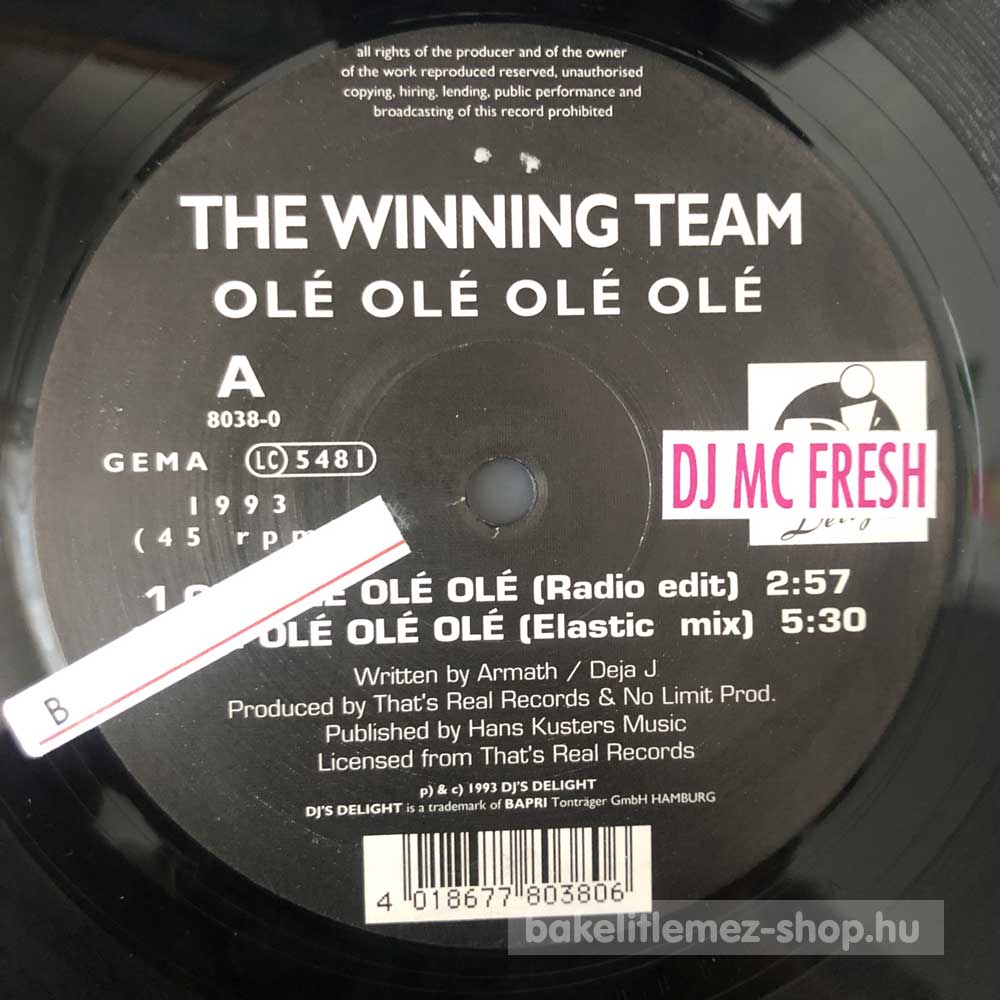 all rights of the producer and of the owner
of the work reproduced reserved, unauthorised
copying, hiring, lending, public performance and
broadcasting of this record prohibited
THE WINNING TEAM
OLÉ OLÉ OLÉ OLÉ
A
8038-0
GEMA LC 5481
1993
(45 rpm
DJ MC FRESH
1 OLÉ OLÉ (Radio edit) 2:57
OLÉ OLÉ OLÉ (Elastic mix) 5:30
B
Written by Armath / Deja J
Produced by That's Real Records & No Limit Prod.
Published by Hans Kusters Music
Licensed from That's Real Records
p) & c) 1993 DJ'S DELIGHT
DJ'S DELIGHT is a trademark of BAPRI Tonträger GmbH HAMBURG
4 018677 803806
bakelitlemez-shop.hu